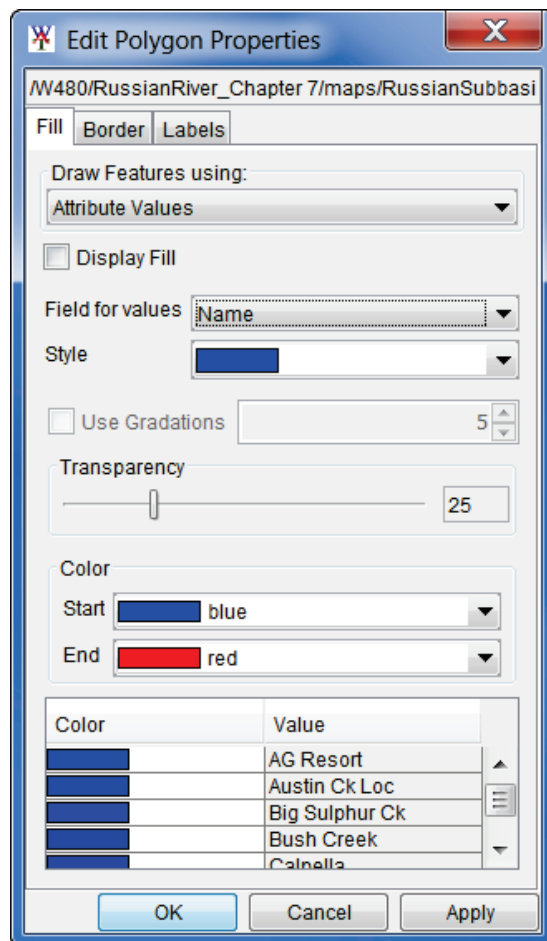 Edit Polygon Properties
/W480/RussianRiver_Chapter 7/maps/RussianSubbasi
Fill Border Labels
Draw Features using:
Attribute Values
Display Fill
Field for values Name
Style
Use Gradations 5
Transparency
25
Color
Start blue
End red
Color Value
AG Resort
Austin Ck Loc
Big Sulphur Ck
Bush Creek
Calpella
OK Cancel Apply